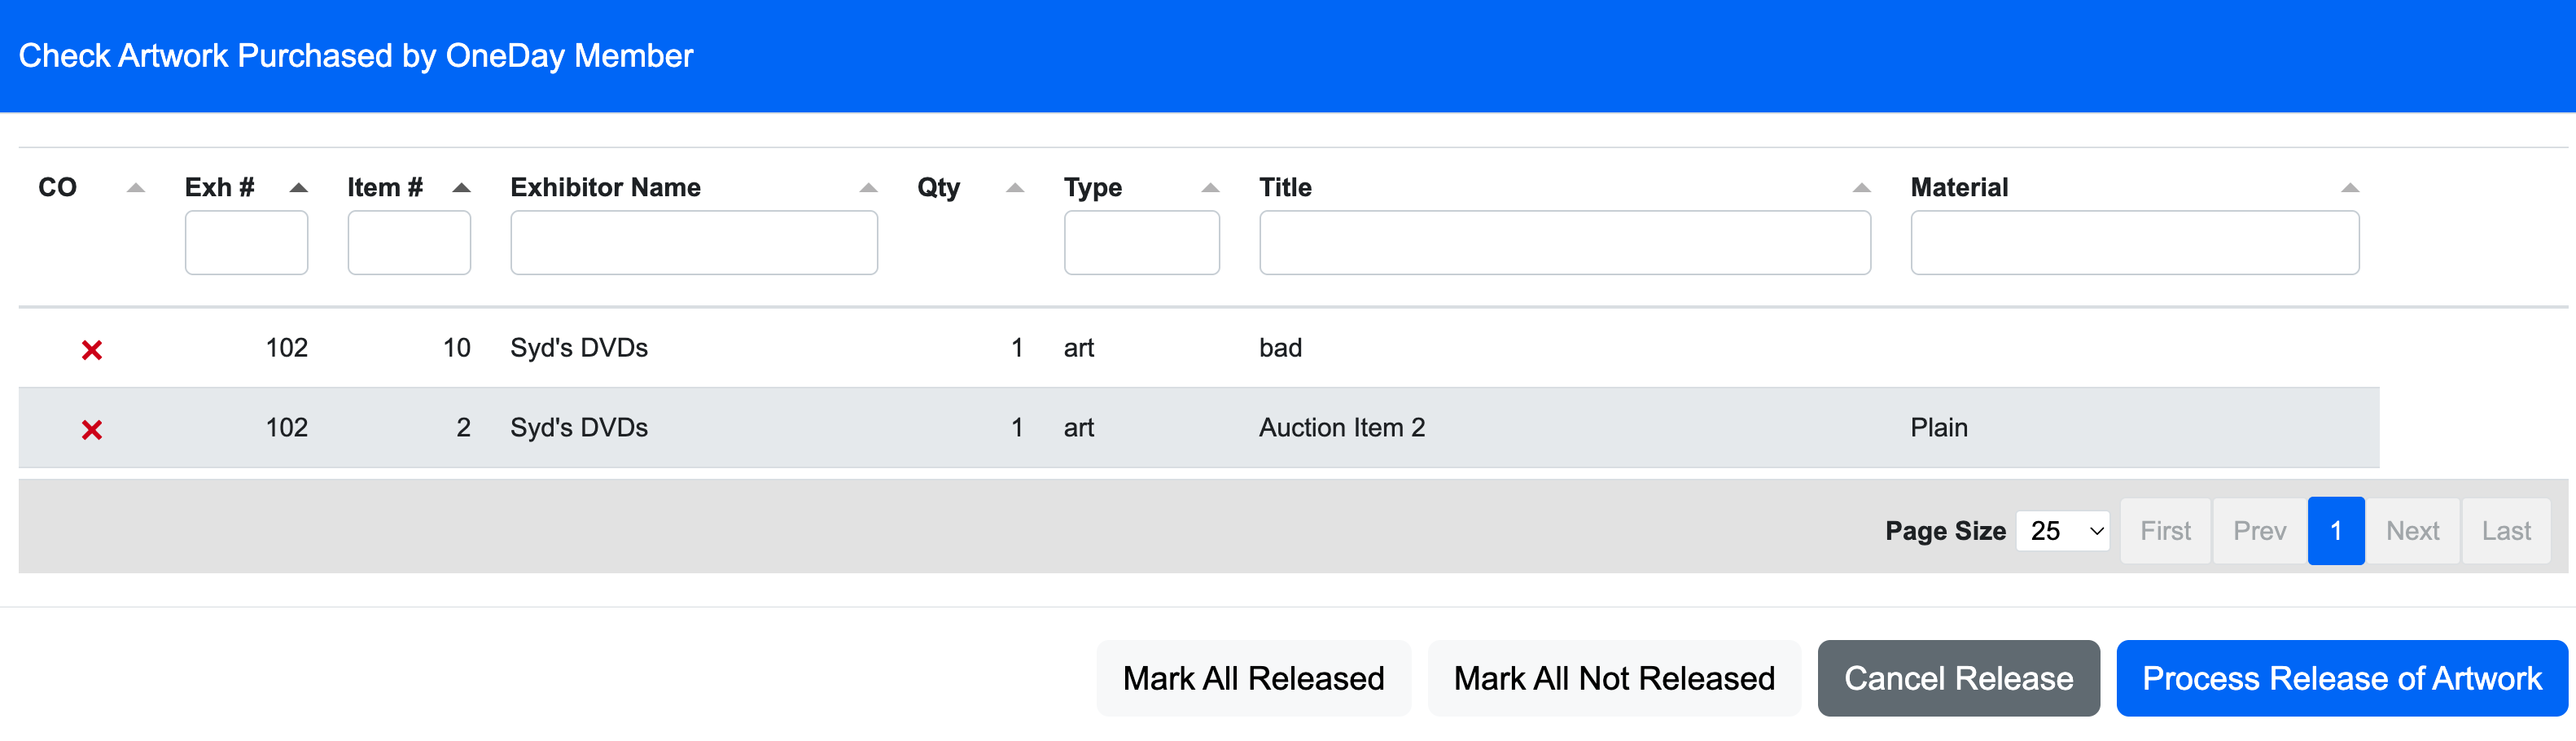 Check Artwork Purchased by OneDay Member
CO Exh # Item # Exhibitor Name Qty Type Title Material
102 10 Syd's DVDs 1 art bad
102 2 Syd's DVDs 1 art Auction Item 2 Plain
Page Size 25 First Prev 1 Next Last
Mark All Released Mark All Not Released Cancel Release Process Release of Artwork